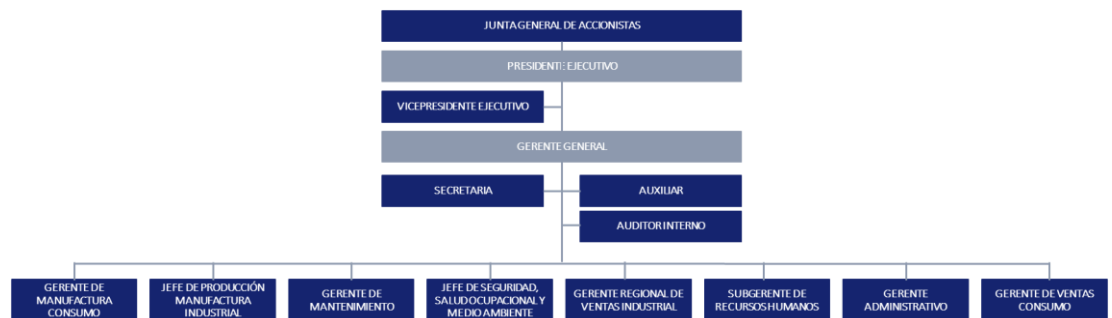 JUNTA GENERAL DE ACCIONISTAS
PRESIDENTE EJECUTIVO
VICEPRESIDENTE EJECUTIVO
GERENTE GENERAL
SECRETARIA
AUXILIAR
AUDITOR INTERNO
GERENTE DE
MANUFACTURA
CONSUMO
JEFE DE PRODUCCIÓN
MANUFACTURA
INDUSTRIAL
GERENTE DE
MANTENIMIENTO
JEFE DE SEGURIDAD,
SALUD OCUPACIONAL Y
MEDIO AMBIENTE
GERENTE REGIONAL DE
VENTAS INDUSTRIAL
SUBGERENTE DE
RECURSOS HUMANOS
GERENTE
ADMINISTRATIVO
GERENTE DE VENTAS
CONSUMO